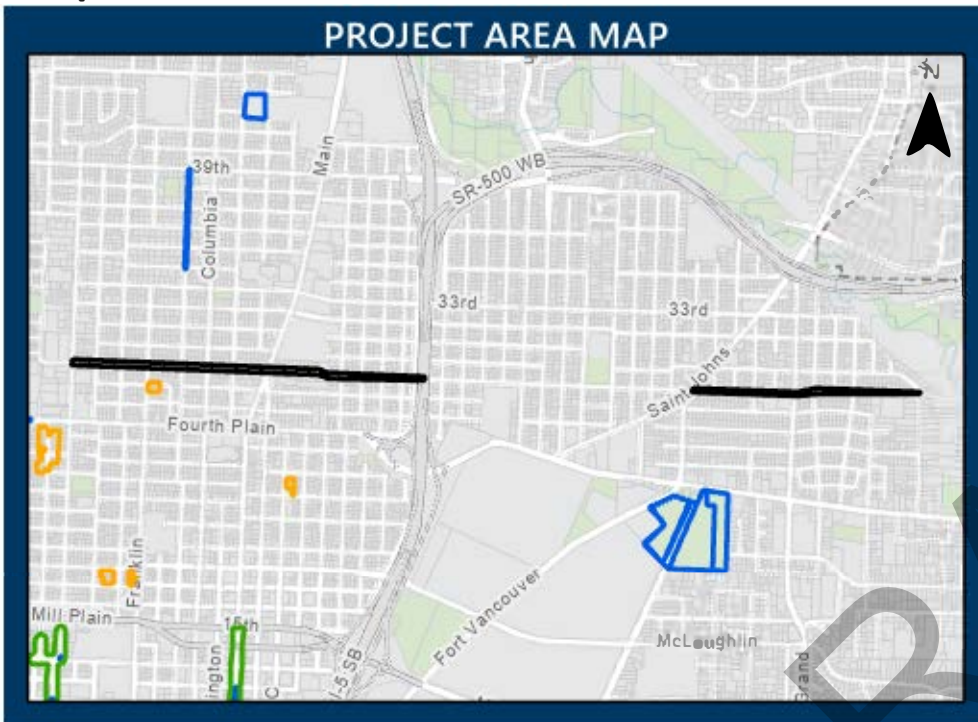 PROJECT AREA MAP
N
39th
Main
SR-500 WB
Columbia
33rd
33rd
Saint Johns
Fourth Plain
Franklin
Mill Plain
15th
Fort Vancouver
McLoughlin
I-5 SB
ington
C
Grand